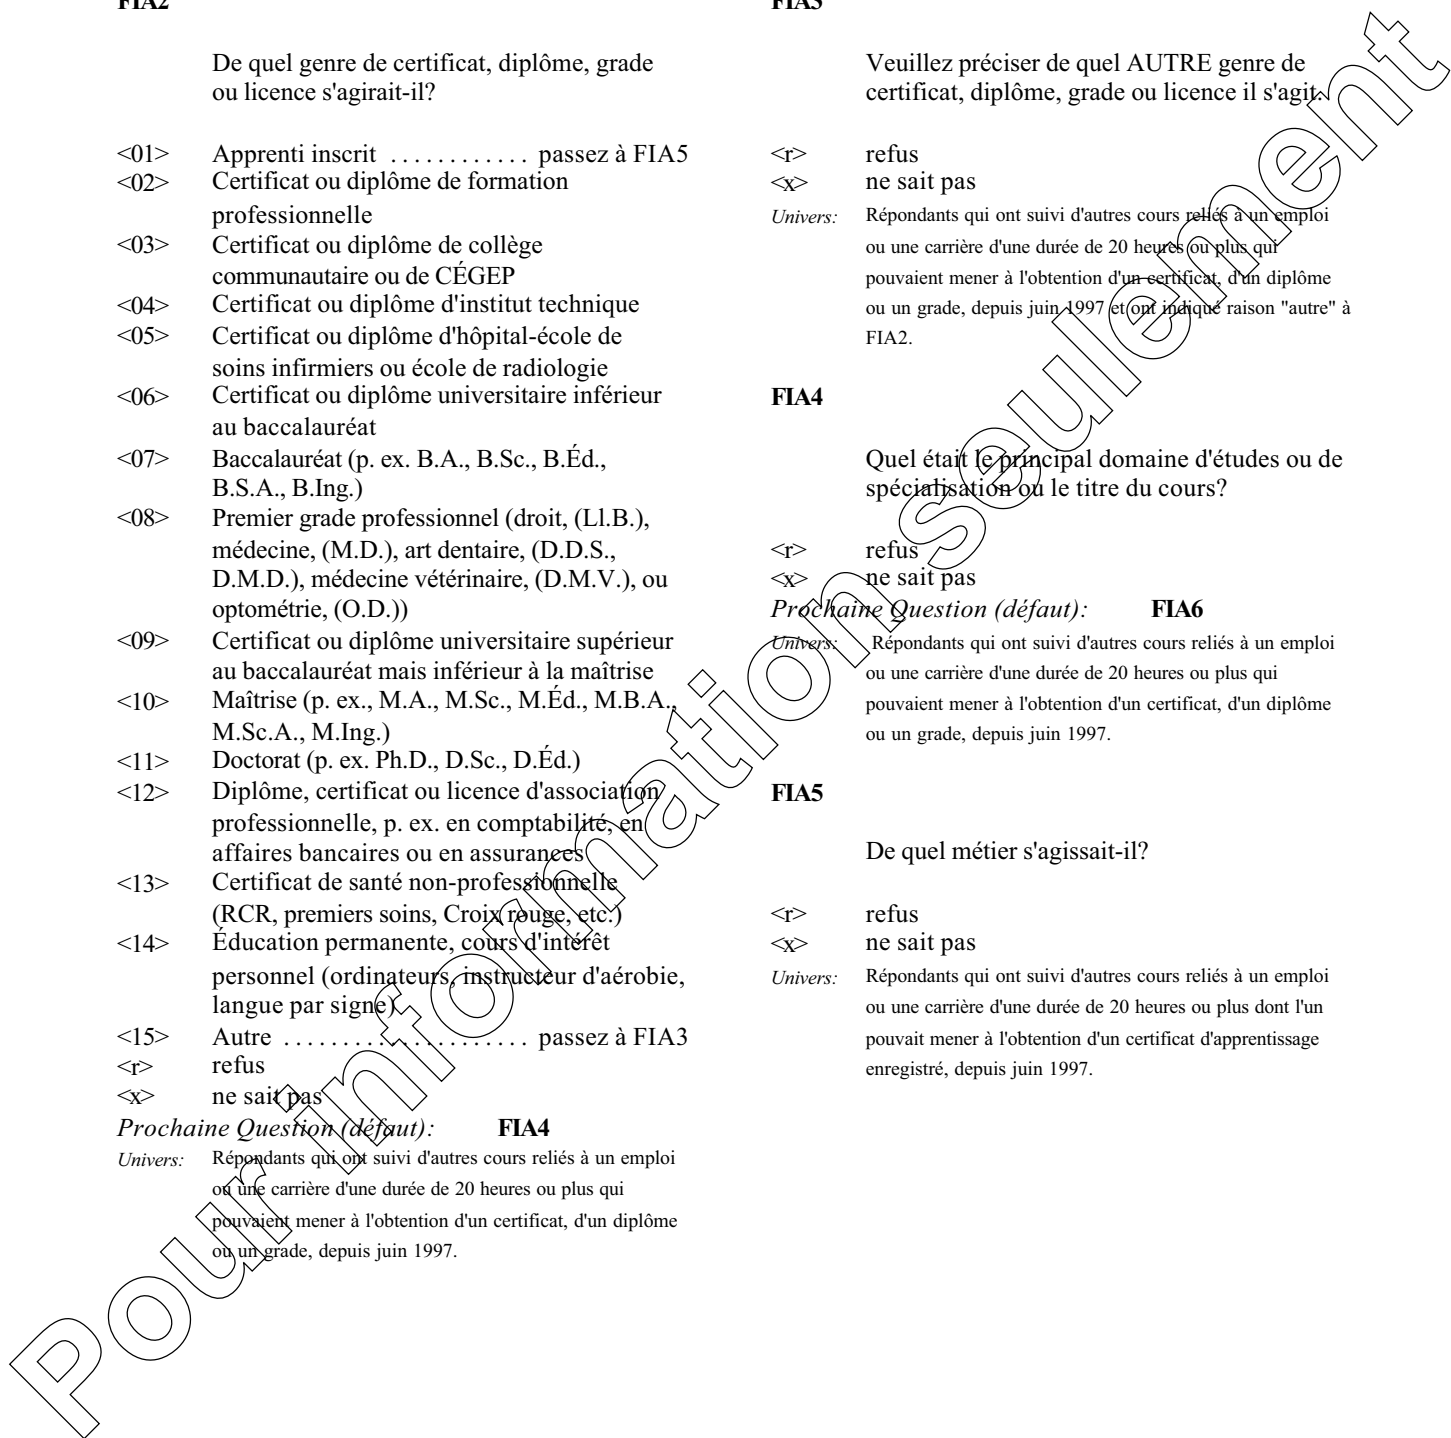 FIA2
De quel genre de certificat, diplôme, grade
ou licence s'agirait-il?
<01> Apprenti inscrit . . . . . . . . . . . . passez à FIA5
<02> Certificat ou diplôme de formation
professionnelle
<03> Certificat ou diplôme de collège
communautaire ou de CÉGEP
<04> Certificat ou diplôme d'institut technique
<05> Certificat ou diplôme d'hôpital-école de
soins infirmiers ou école de radiologie
<06> Certificat ou diplôme universitaire inférieur
au baccalauréat
<07> Baccalauréat (p. ex. B.A., B.Sc., B.Éd.,
B.S.A., B.Ing.)
<08> Premier grade professionnel (droit, (Ll.B.),
médecine, (M.D.), art dentaire, (D.D.S.,
D.M.D.), médecine vétérinaire, (D.M.V.), ou
optométrie, (O.D.))
<09> Certificat ou diplôme universitaire supérieur
au baccalauréat mais inférieur à la maîtrise
<10> Maîtrise (p. ex., M.A., M.Sc., M.Éd., M.B.A.,
M.Sc.A., M.Ing.)
<11> Doctorat (p. ex. Ph.D., D.Sc., D.Éd.)
<12> Diplôme, certificat ou licence d'association
professionnelle, p. ex. en comptabilité, en
affaires bancaires ou en assurances
<13> Certificat de santé non-professionnelle
(RCR, premiers soins, Croix rouge, etc.)
<14> Éducation permanente, cours d'intérêt
personnel (ordinateurs, instructeur d'aérobie,
langue par signe)
<15> Autre . . . . . . . . . . . . . . . . . . . . . passez à FIA3
<r> refus
<x> ne sait pas
Prochaine Question (défaut): FIA4
Univers: Répondants qui ont suivi d'autres cours reliés à un emploi
ou une carrière d'une durée de 20 heures ou plus qui
pouvaient mener à l'obtention d'un certificat, d'un diplôme
ou un grade, depuis juin 1997.
FIA3
Veuillez préciser de quel AUTRE genre de
certificat, diplôme, grade ou licence il s'agit.
<r> refus
<x> ne sait pas
Univers: Répondants qui ont suivi d'autres cours reliés à un emploi
ou une carrière d'une durée de 20 heures ou plus qui
pouvaient mener à l'obtention d'un certificat, d'un diplôme
ou un grade, depuis juin 1997 et ont indiqué raison "autre" à
FIA2.
FIA4
Quel était le principal domaine d'études ou de
spécialisation ou le titre du cours?
<r> refus
<x> ne sait pas
Prochaine Question (défaut): FIA6
Univers: Répondants qui ont suivi d'autres cours reliés à un emploi
ou une carrière d'une durée de 20 heures ou plus qui
pouvaient mener à l'obtention d'un certificat, d'un diplôme
ou un grade, depuis juin 1997.
FIA5
De quel métier s'agissait-il?
<r> refus
<x> ne sait pas
Univers: Répondants qui ont suivi d'autres cours reliés à un emploi
ou une carrière d'une durée de 20 heures ou plus dont l'un
pouvait mener à l'obtention d'un certificat d'apprentissage
enregistré, depuis juin 1997.
Pour information seulement